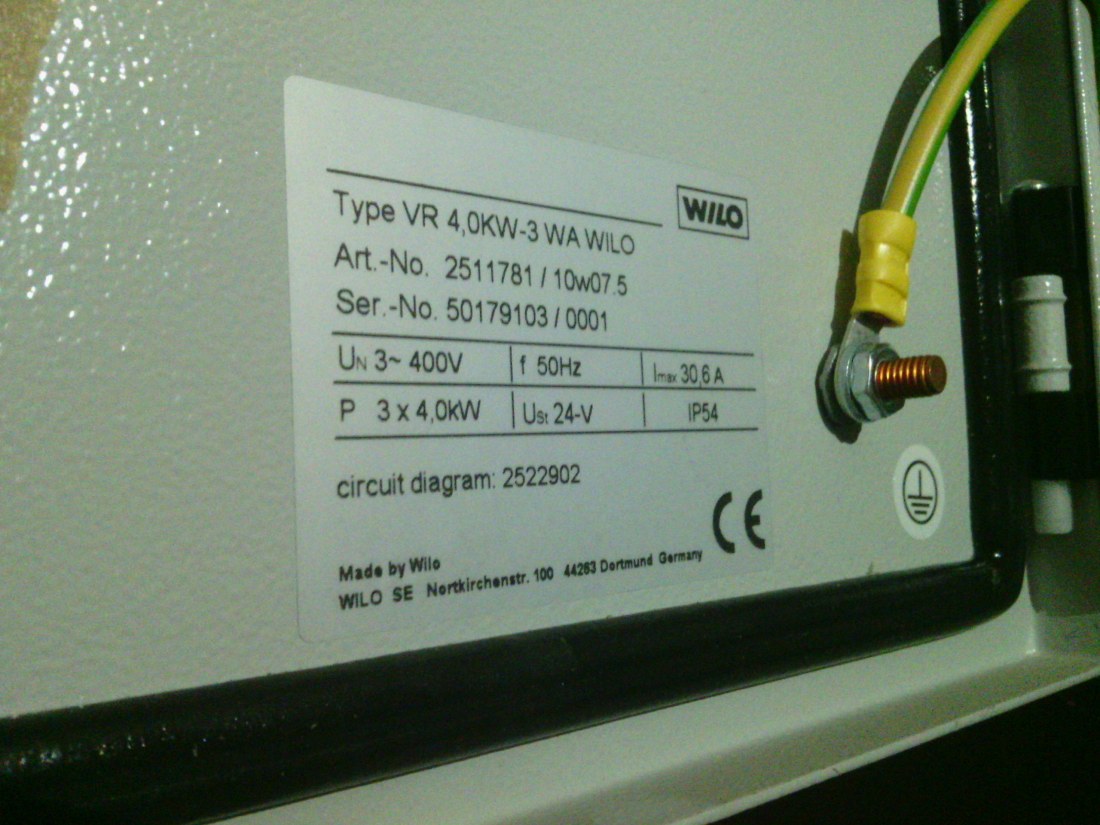 WILO
Type VR 4,0KW-3 WA WILO
Art.-No. 2511781 / 10w07.5
Ser.-No. 50179103 / 0001
UN 3~ 400V f 50Hz Imax 30,6 A
P 3 x 4,0kW USt 24-V IP54
circuit diagram: 2522902
CE
Made by Wilo
WILO SE Nortkirchenstr. 100 44263 Dortmund Germany